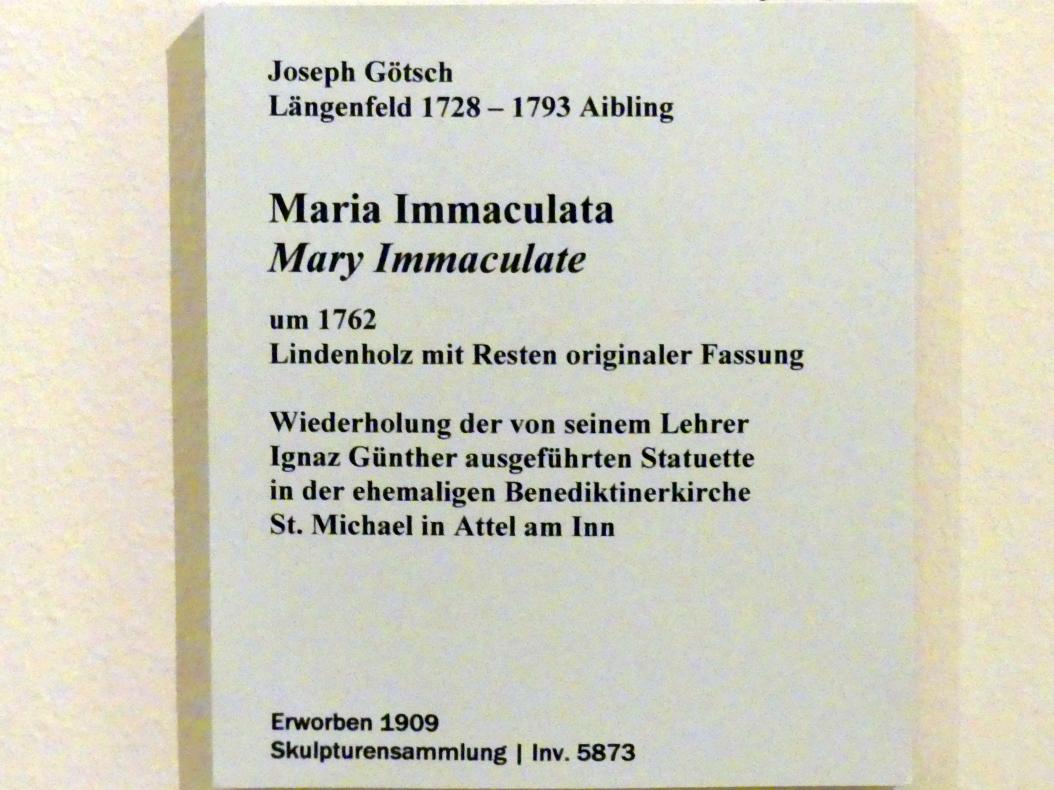 Joseph Götsch
Längenfeld 1728 – 1793 Aibling
Maria Immaculata
Mary Immaculate
um 1762
Lindenholz mit Resten originaler Fassung
Wiederholung der von seinem Lehrer
Ignaz Günther ausgeführten Statuette
in der ehemaligen Benediktinerkirche
St. Michael in Attel am Inn
Erworben 1909
Skulpturensammlung | Inv. 5873